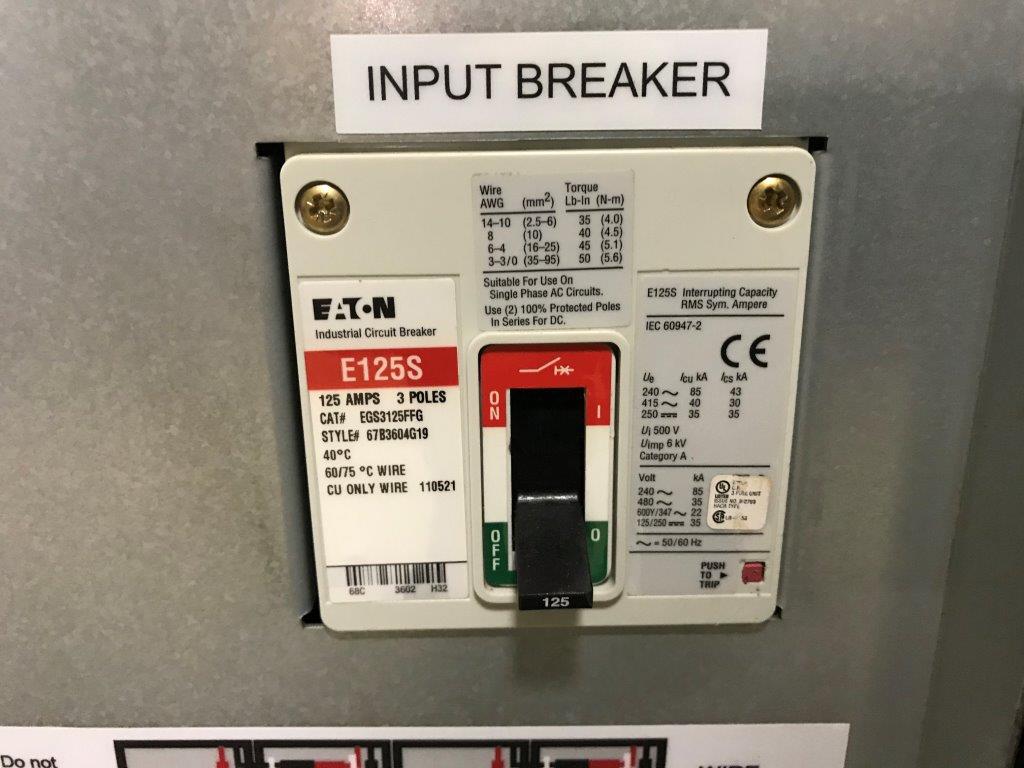 INPUT BREAKER
Wire Torque
AWG (mm2) Lb-In (N-m)
14-10 (2.5-6) 35 (4.0)
8 (10) 40 (4.5)
6-4 (16-25) 45 (5.1)
3-3/0 (35-95) 50 (5.6)
Suitable For Use On
Single Phase AC Circuits.
Use (2) 100% Protected Poles
In Series For DC.
EATON
Industrial Circuit Breaker
E125S
125 AMPS 3 POLES
CAT# EGS3125FFG
STYLE# 67B3604G19
40°C
60/75 °C WIRE
CU ONLY WIRE 110521
68C 3602 H32
ON I
OFF O
125
E125S Interrupting Capacity
RMS Sym. Ampere
IEC 60947-2
CE
Ue Icu kA Ics kA
240 ~ 85 43
415 ~ 40 30
250 ⎓ 35 35
Ui 500 V
Uimp 6 kV
Category A
Volt kA
240 ~ 85
480 ~ 35
600Y/347 ~ 22
125/250 ⎓ 35
~ = 50/60 Hz
UL
LISTED
PUSH
TO
TRIP
Do not